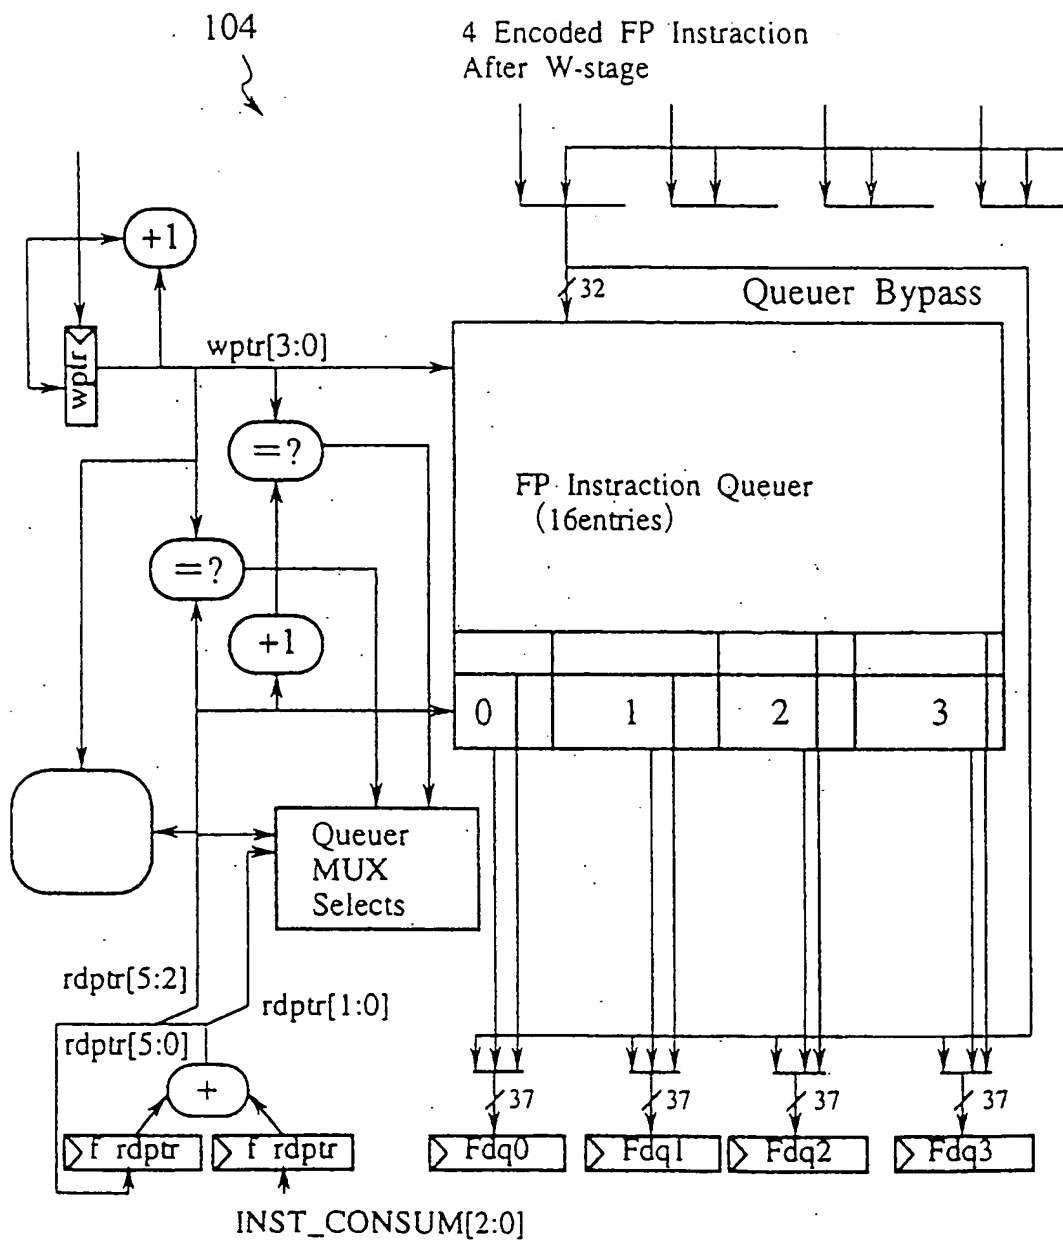 104
4 Encoded FP Instraction
After W-stage
+1
32
Queuer Bypass
wptr
wptr[3:0]
=?
FP Instraction Queuer
(16entries)
=?
+1
0 1 2 3
Queuer
MUX
Selects
rdptr[5:2]
rdptr[1:0]
rdptr[5:0]
+
37 37 37 37
f rdptr f rdptr Fdq0 Fdq1 Fdq2 Fdq3
INST_CONSUM[2:0]